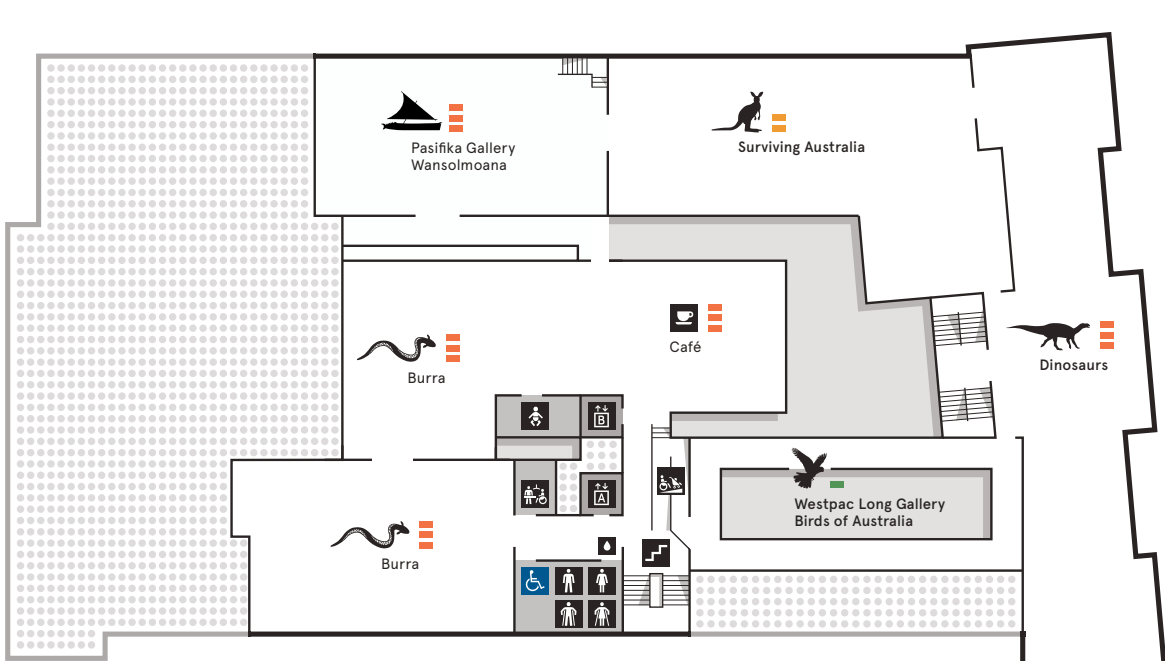 Pasifika Gallery
Wansolmoana
Surviving Australia
Café
Burra
Dinosaurs
B
A
Westpac Long Gallery
Birds of Australia
Burra